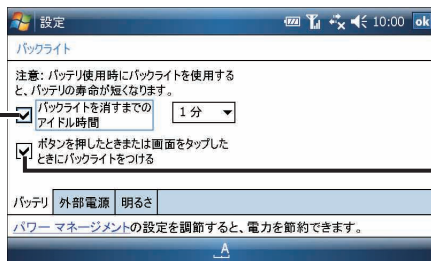 設定 10:00 ok
バックライト
注意: バッテリ使用時にバックライトを使用する
と、バッテリの寿命が短くなります。
バックライトを消すまでの
アイドル時間 1 分
ボタンを押したときまたは画面をタップした
ときにバックライトをつける
バッテリ 外部電源 明るさ
パワー マネージメントの設定を調節すると、電力を節約できます。
A